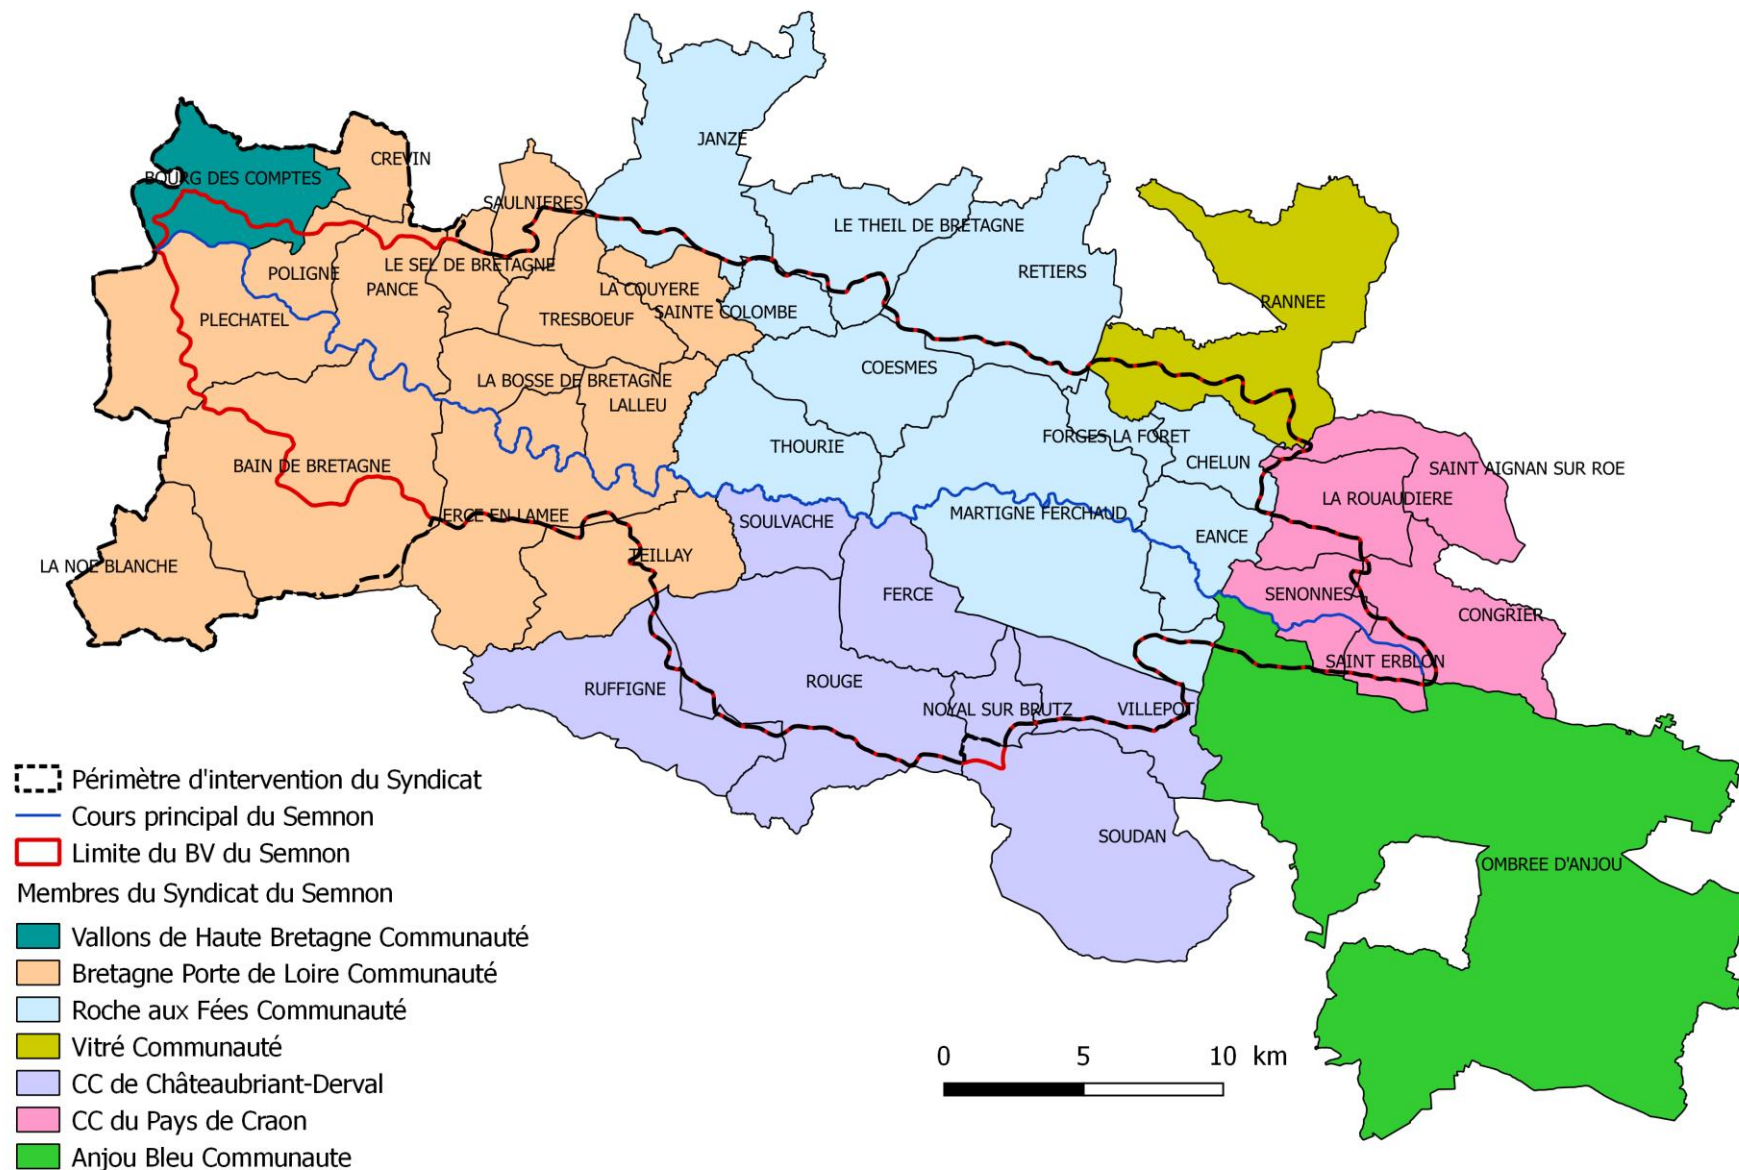 JANZE
CREVIN
BOURG DES COMPTES
SAULNIERES
LE THEIL DE BRETAGNE
LE SEL DE BRETAGNE
POLIGNE
RETIERS
PANCE
LA COUYERE
RANNEE
SAINTE COLOMBE
PLECHATEL
TRESBOEUF
COESMES
LA BOSSE DE BRETAGNE
LALLEU
FORGES LA FORET
THOURIE
CHELUN
BAIN DE BRETAGNE
SAINT AIGNAN SUR ROE
LA ROUAUDIERE
ERCE EN LAMEE
SOULVACHE
MARTIGNE FERCHAUD
EANCE
TEILLAY
LA NOE BLANCHE
FERCE
SENONNES
CONGRIER
SAINT ERBLON
ROUGE
RUFFIGNE
NOYAL SUR BRUTZ
VILLEPOT
SOUDAN
OMBREE D'ANJOU
Périmètre d'intervention du Syndicat
Cours principal du Semnon
Limite du BV du Semnon
Membres du Syndicat du Semnon
Vallons de Haute Bretagne Communauté
Bretagne Porte de Loire Communauté
Roche aux Fées Communauté
Vitré Communauté
CC de Châteaubriant-Derval
CC du Pays de Craon
Anjou Bleu Communaute
0 5 10 km